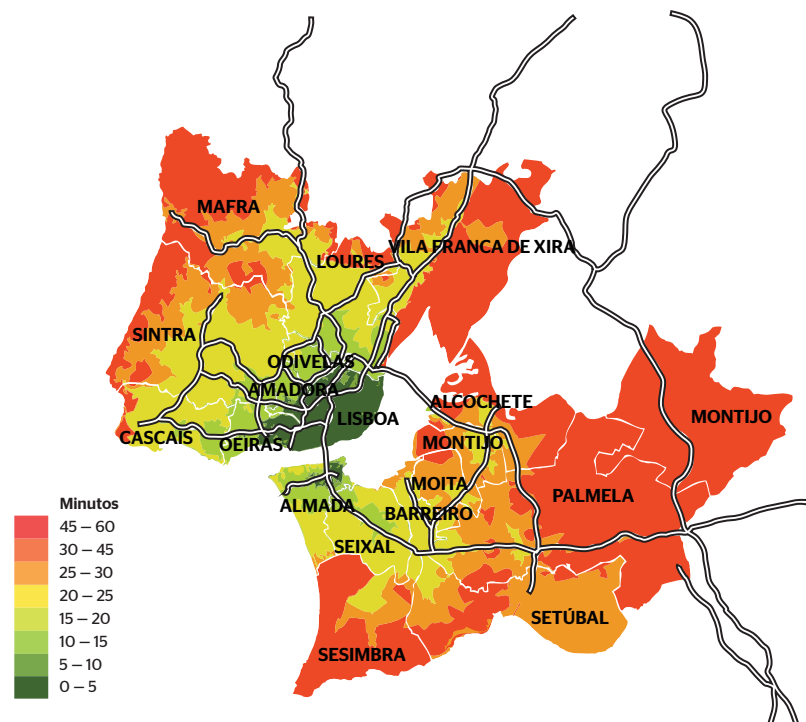 MAFRA
LOURES
VILA FRANCA DE XIRA
SINTRA
ODIVELAS
AMADORA
LISBOA
ALCOCHETE
MONTIJO
CASCAIS
OEIRAS
MONTIJO
MOITA
PALMELA
ALMADA
BARREIRO
SEIXAL
SETÚBAL
SESIMBRA
Minutos
45 – 60
30 – 45
25 – 30
20 – 25
15 – 20
10 – 15
5 – 10
0 – 5